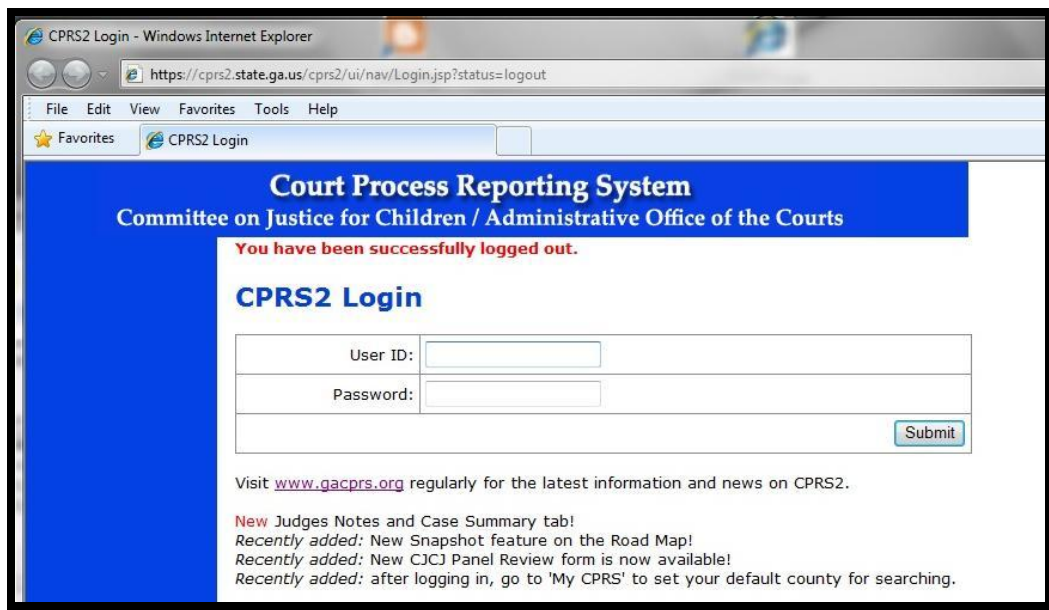 CPRS2 Login - Windows Internet Explorer
https://cprs2.state.ga.us/cprs2/ui/nav/Login.jsp?status=logout
File Edit View Favorites Tools Help
Favorites CPRS2 Login
Court Process Reporting System
Committee on Justice for Children / Administrative Office of the Courts
You have been successfully logged out.
CPRS2 Login
User ID:
Password:
Submit
Visit www.gacprs.org regularly for the latest information and news on CPRS2.
New Judges Notes and Case Summary tab!
Recently added: New Snapshot feature on the Road Map!
Recently added: New CJCJ Panel Review form is now available!
Recently added: after logging in, go to 'My CPRS' to set your default county for searching.